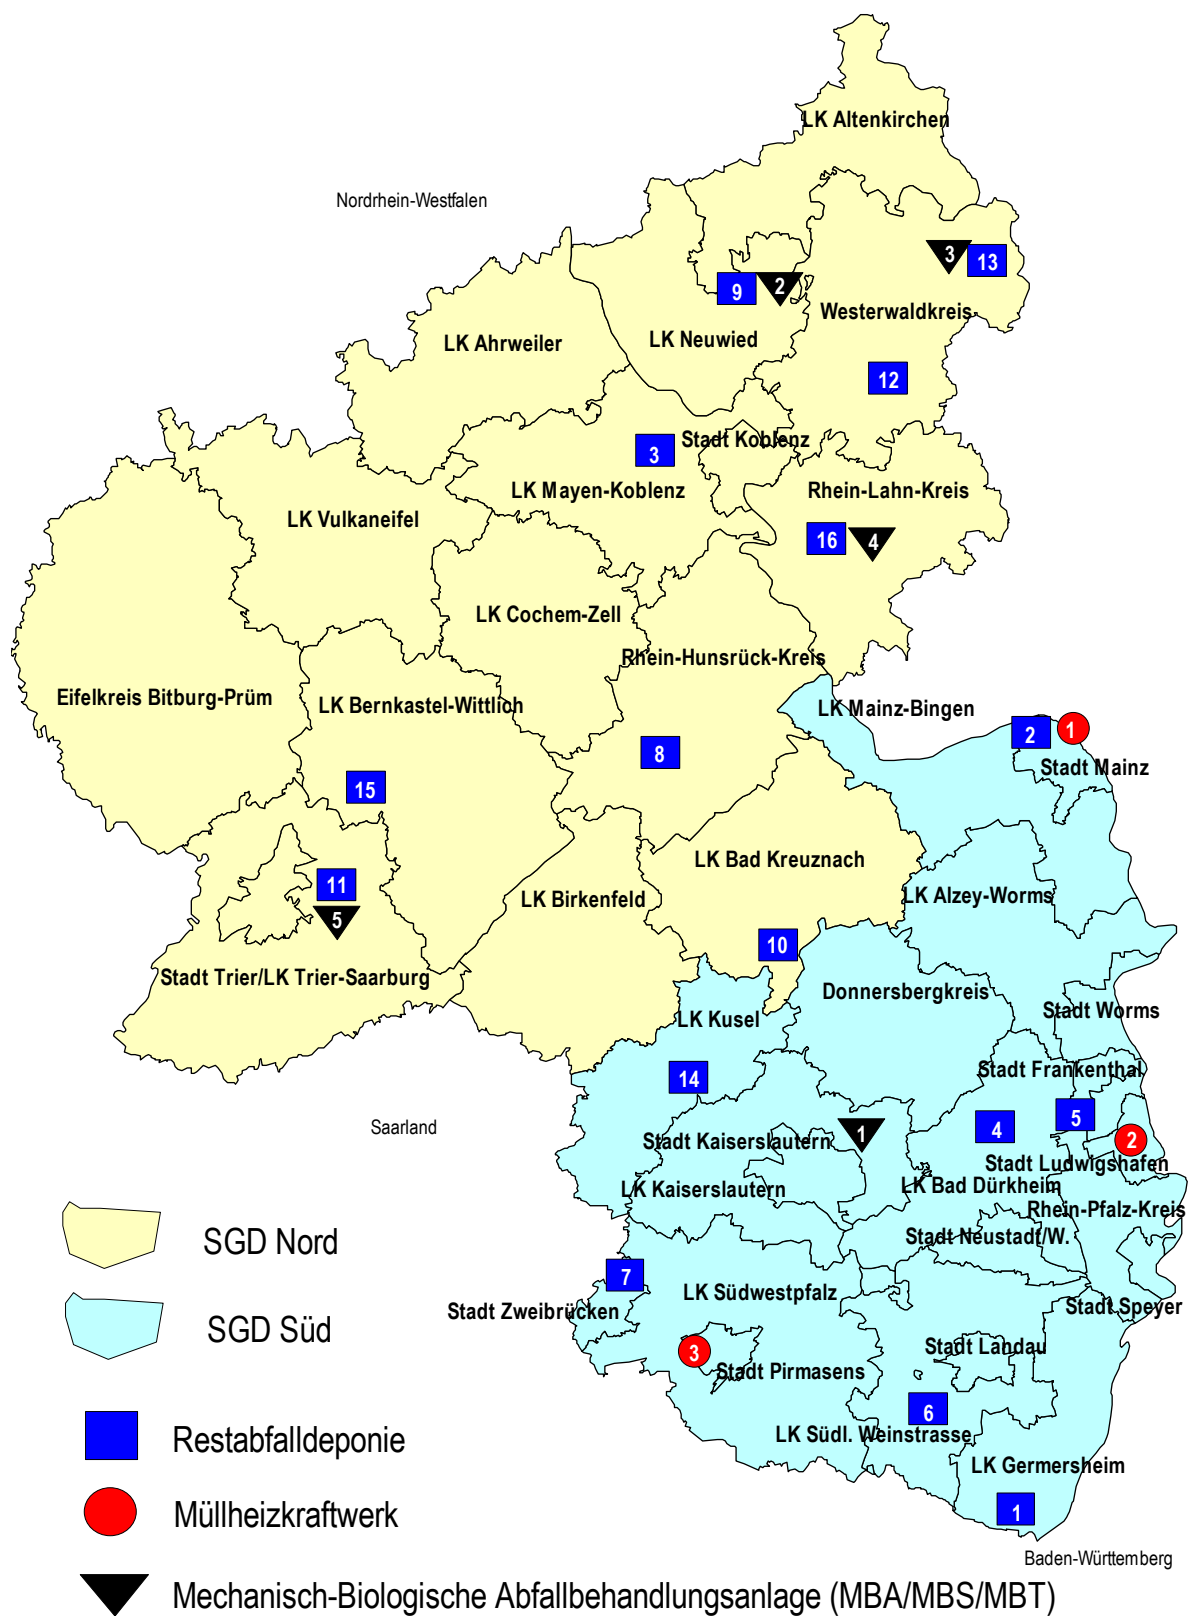 LK Altenkirchen
Nordrhein-Westfalen
3
13
9
2
Westerwaldkreis
LK Neuwied
LK Ahrweiler
12
Stadt Koblenz
3
LK Mayen-Koblenz
Rhein-Lahn-Kreis
LK Vulkaneifel
16
4
LK Cochem-Zell
Rhein-Hunsrück-Kreis
Eifelkreis Bitburg-Prüm
LK Bernkastel-Wittlich
LK Mainz-Bingen
2
1
8
Stadt Mainz
15
LK Bad Kreuznach
11
LK Birkenfeld
LK Alzey-Worms
5
10
Stadt Trier/LK Trier-Saarburg
Donnersbergkreis
LK Kusel
Stadt Worms
Stadt Frankenthal
14
5
Saarland
Stadt Kaiserslautern
1
4
2
Stadt Ludwigshafen
LK Kaiserslautern
LK Bad Dürkheim
Rhein-Pfalz-Kreis
SGD Nord
Stadt Neustadt/W.
7
LK Südwestpfalz
Stadt Zweibrücken
Stadt Speyer
SGD Süd
3
Stadt Landau
Stadt Pirmasens
6
Restabfalldeponie
LK Südl. Weinstrasse
LK Germersheim
Müllheizkraftwerk
1
Baden-Württemberg
Mechanisch-Biologische Abfallbehandlungsanlage (MBA/MBS/MBT)